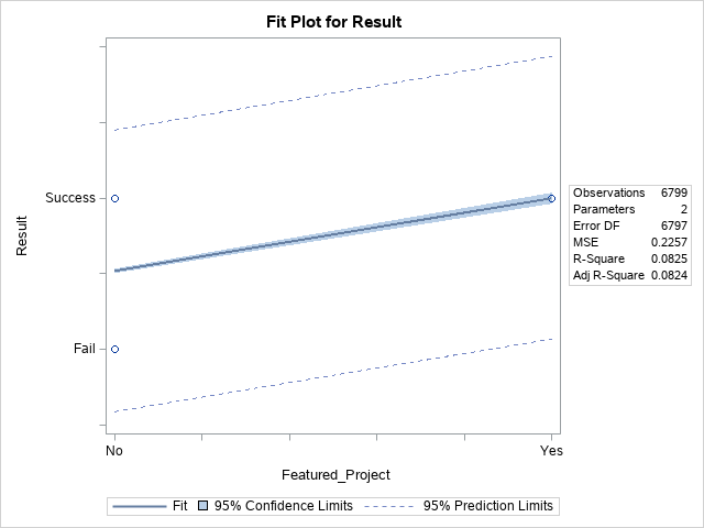 Fit Plot for Result
Result
Success
Fail
No
Yes
Featured_Project
Observations 6799
Parameters 2
Error DF 6797
MSE 0.2257
R-Square 0.0825
Adj R-Square 0.0824
Fit 95% Confidence Limits 95% Prediction Limits